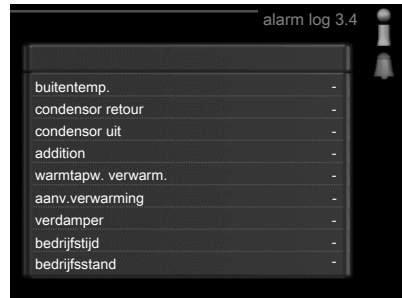 alarm log 3.4
buitentemp. -
condensor retour -
condensor uit -
addition -
warmtapw. verwarm. -
aanv.verwarming -
verdamper -
bedrijfstijd -
bedrijfsstand -